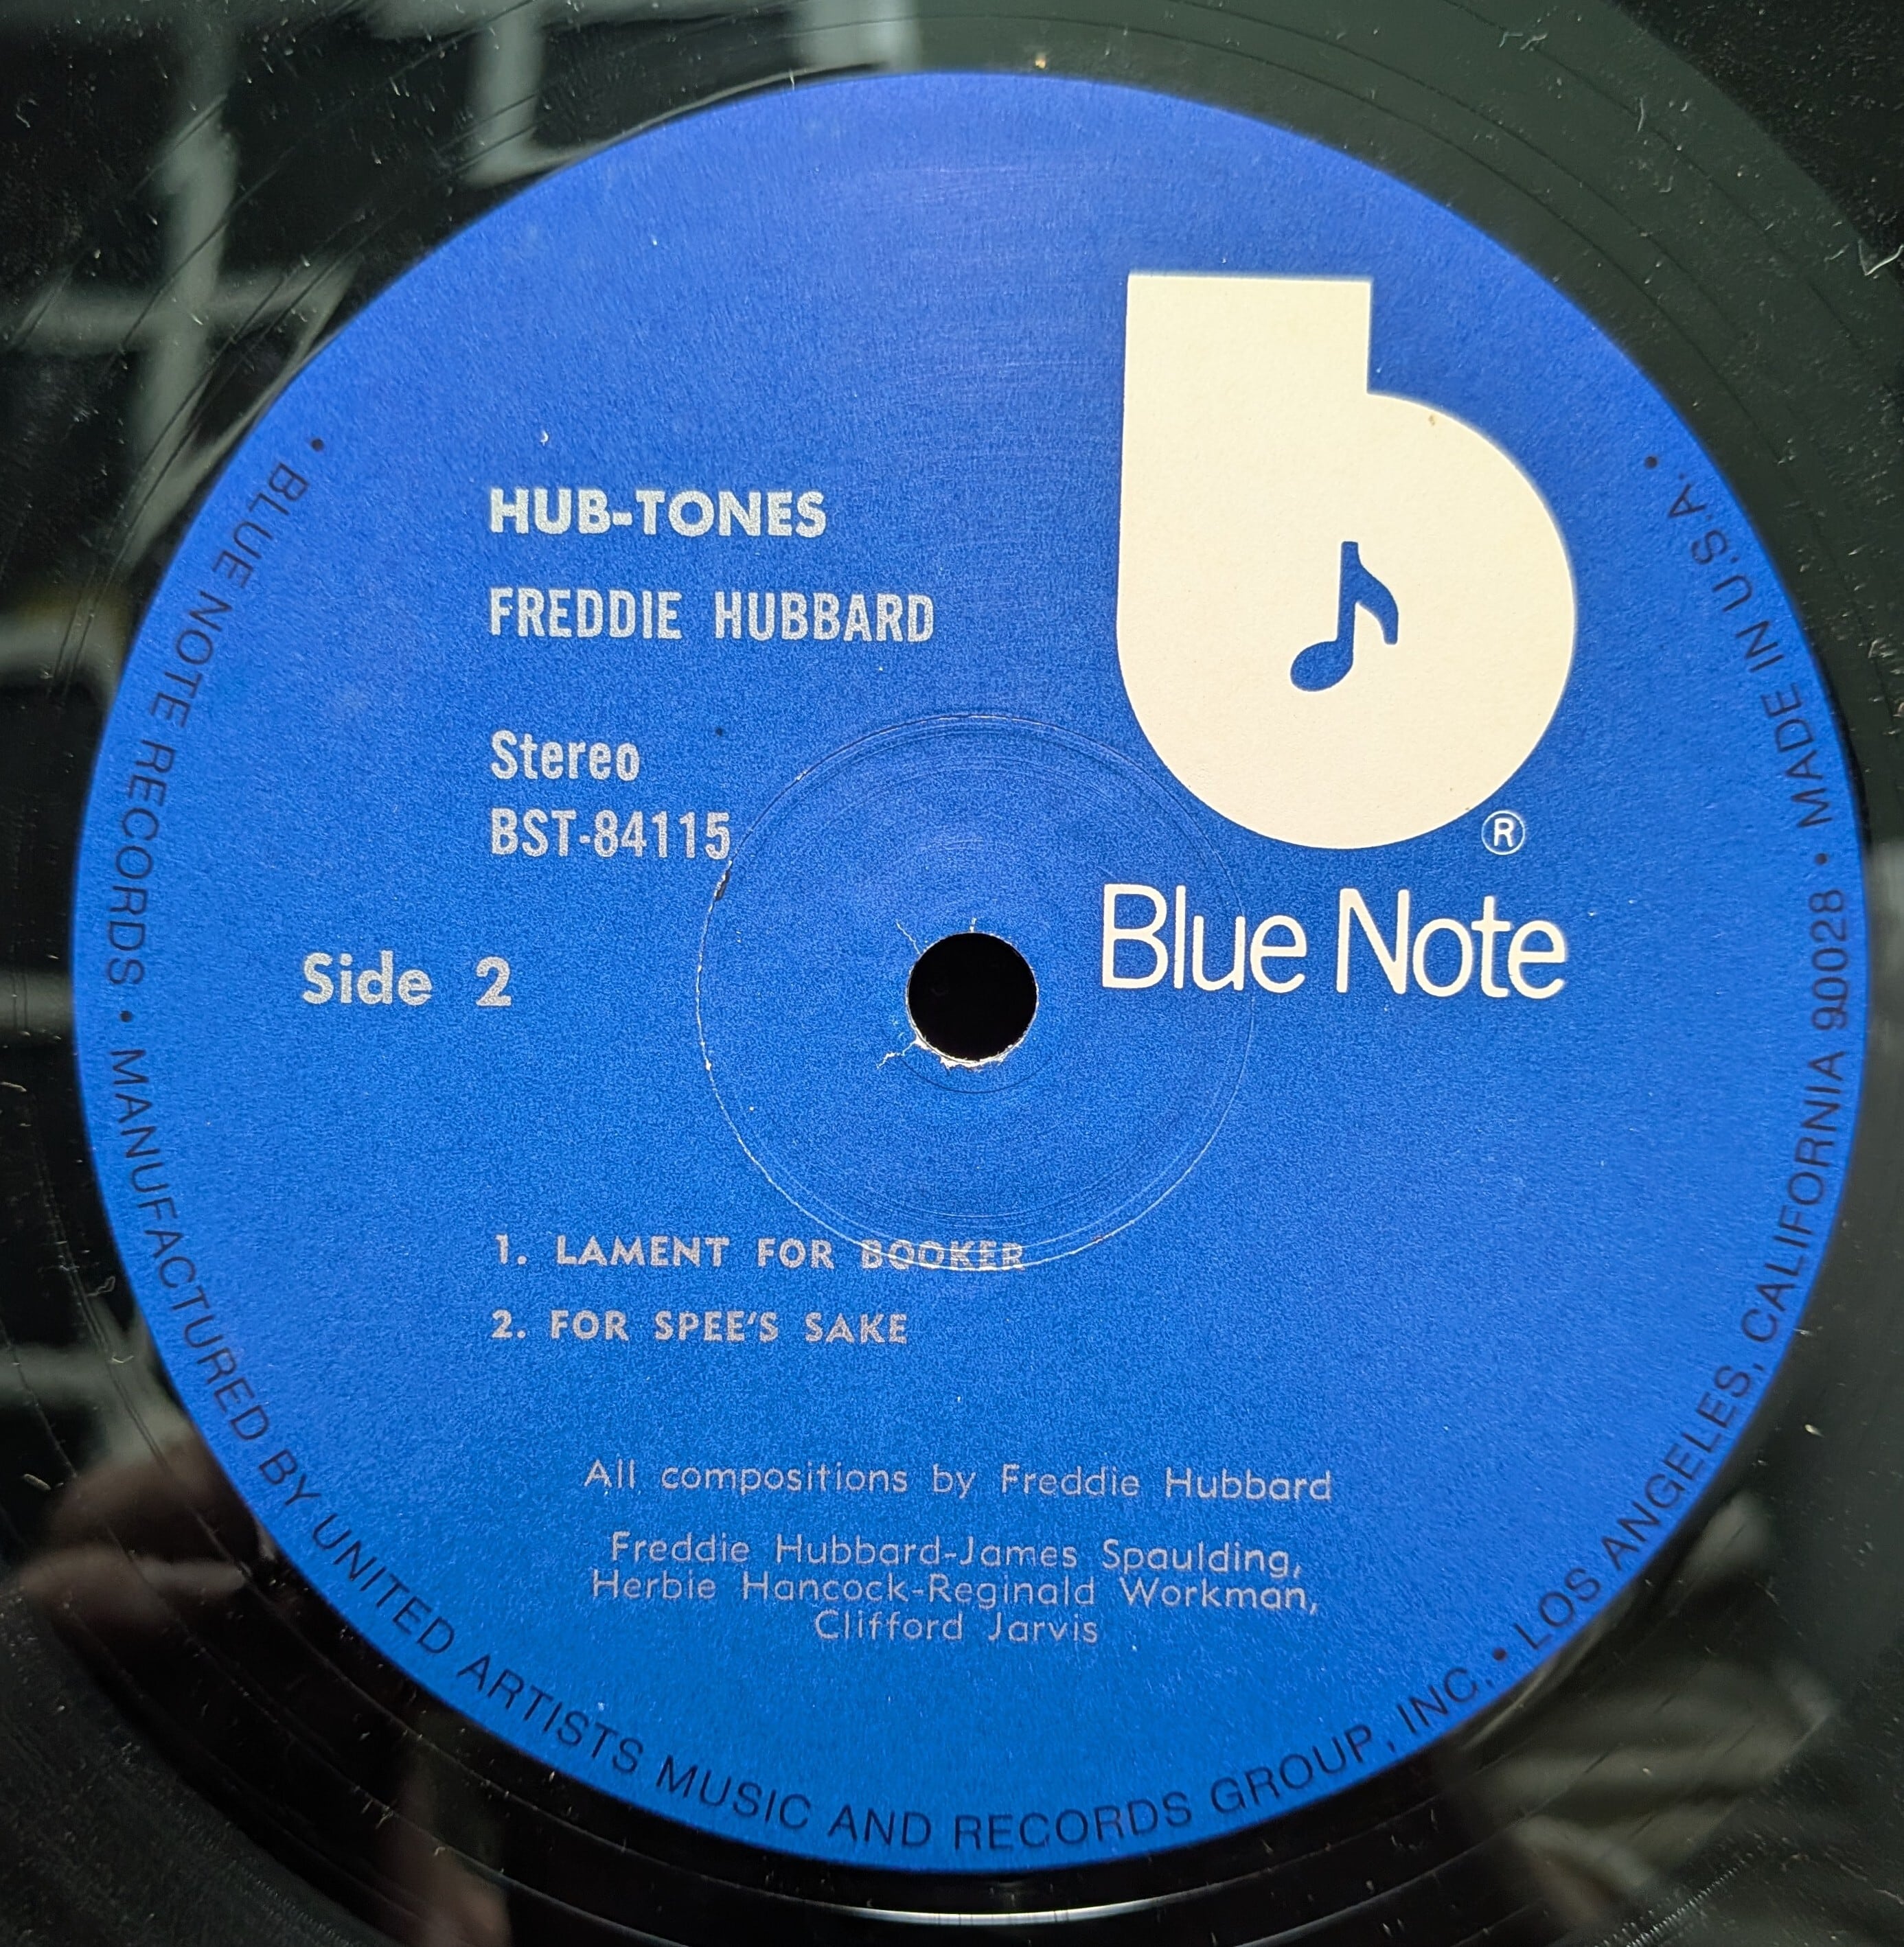 HUB-TONES
FREDDIE HUBBARD
Stereo
BST-84115
®
Blue Note
Side 2
1. LAMENT FOR BOOKER
2. FOR SPEE'S SAKE
All compositions by Freddie Hubbard
Freddie Hubbard-James Spaulding,
Herbie Hancock-Reginald Workman,
Clifford Jarvis
• BLUE NOTE RECORDS • MANUFACTURED BY UNITED ARTISTS MUSIC AND RECORDS GROUP, INC. • LOS ANGELES, CALIFORNIA 90028 • MADE IN U.S.A. •